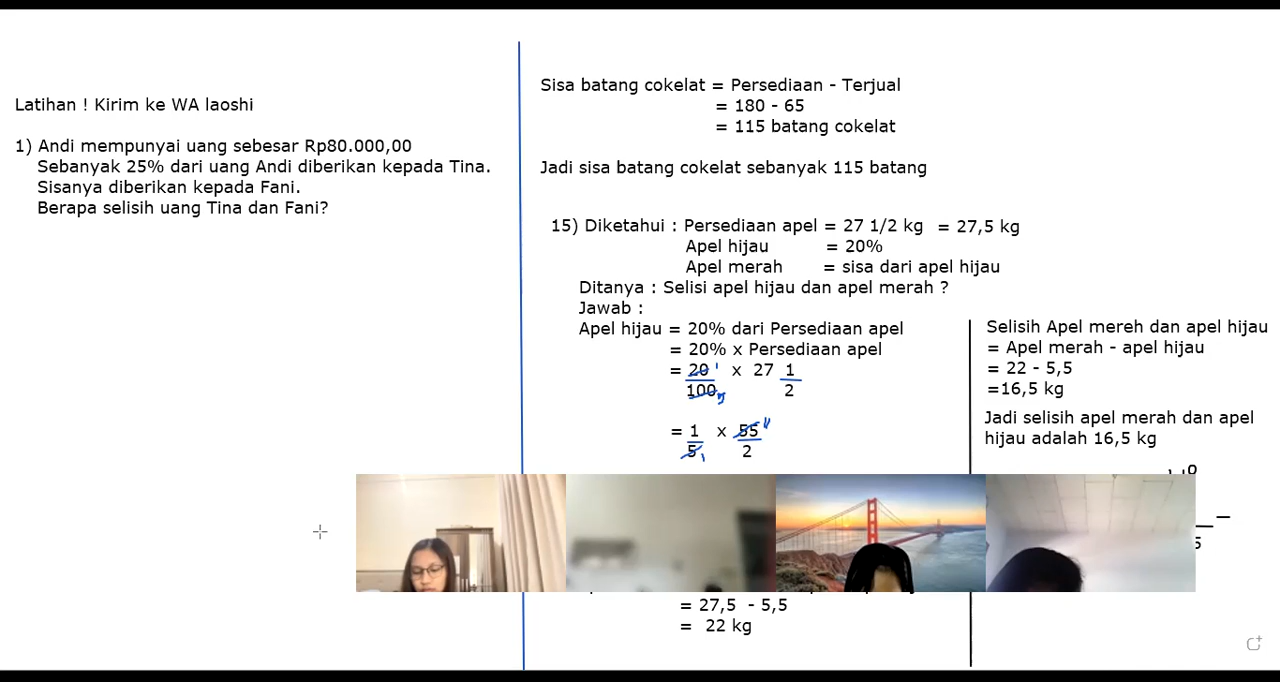 Latihan ! Kirim ke WA laoshi
1) Andi mempunyai uang sebesar Rp80.000,00
Sebanyak 25% dari uang Andi diberikan kepada Tina.
Sisanya diberikan kepada Fani.
Berapa selisih uang Tina dan Fani?
Sisa batang cokelat = Persediaan - Terjual
= 180 - 65
= 115 batang cokelat
Jadi sisa batang cokelat sebanyak 115 batang
15) Diketahui : Persediaan apel = 27 1/2 kg = 27,5 kg
Apel hijau = 20%
Apel merah = sisa dari apel hijau
Ditanya : Selisi apel hijau dan apel merah ?
Jawab :
Apel hijau = 20% dari Persediaan apel
= 20% x Persediaan apel
= 20 1 x 27 1
100 5 2
= 1 x 55 11
5 1 2
= 27,5 - 5,5
= 22 kg
Selisih Apel mereh dan apel hijau
= Apel merah - apel hijau
= 22 - 5,5
=16,5 kg
Jadi selisih apel merah dan apel
hijau adalah 16,5 kg